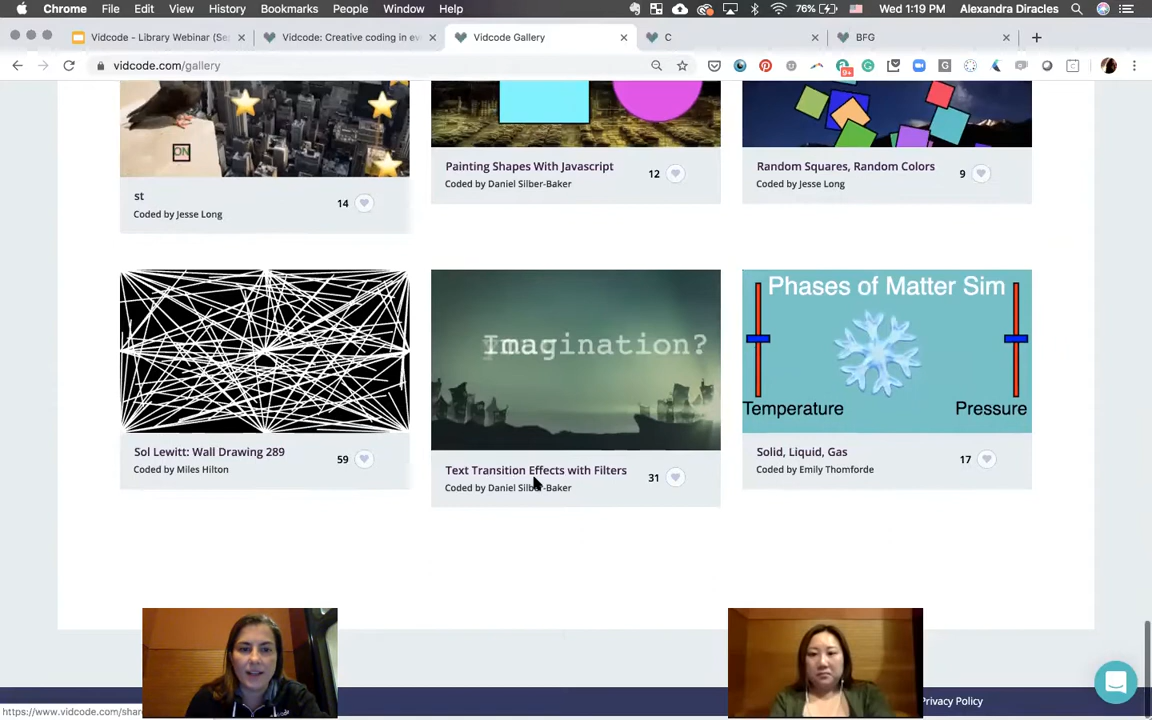 Chrome File Edit View History Bookmarks People Window Help 76% Wed 1:19 PM Alexandra Diracles
Vidcode - Library Webinar (Se
Vidcode: Creative coding in ev
Vidcode Gallery
C
BFG
vidcode.com/gallery
9+
ON
st
Coded by Jesse Long
14
Painting Shapes With Javascript
Coded by Daniel Silber-Baker
12
Random Squares, Random Colors
Coded by Jesse Long
9
Sol Lewitt: Wall Drawing 289
Coded by Miles Hilton
59
Imagination?
Text Transition Effects with Filters
Coded by Daniel Silber-Baker
31
Phases of Matter Sim
Temperature
Pressure
Solid, Liquid, Gas
Coded by Emily Thomforde
17
https://www.vidcode.com/shar
Privacy Policy